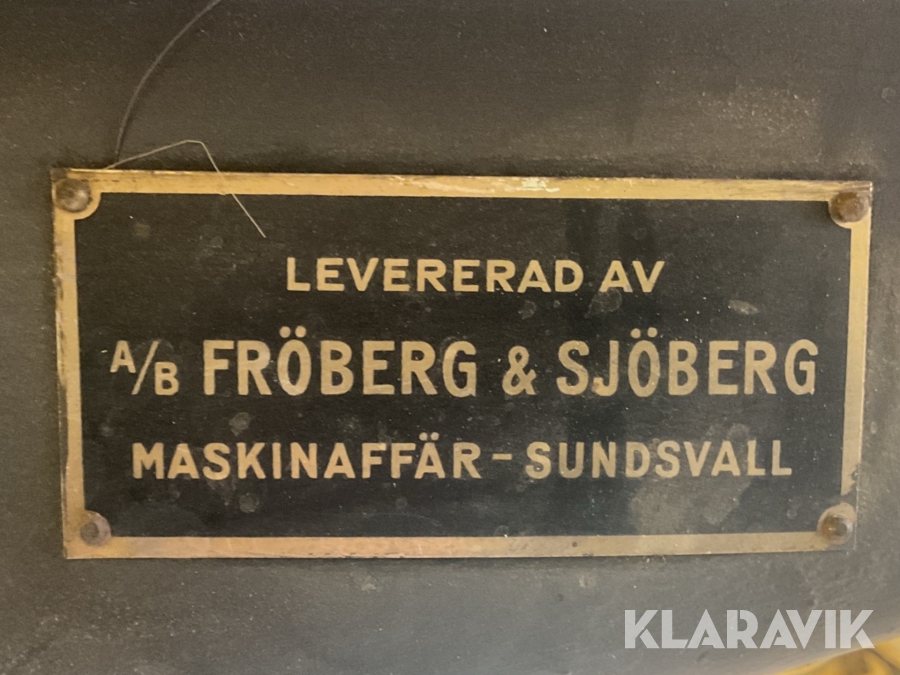 LEVERERAD AV
A/B FRÖBERG & SJÖBERG
MASKINAFFÄR - SUNDSVALL
KLARAVIK